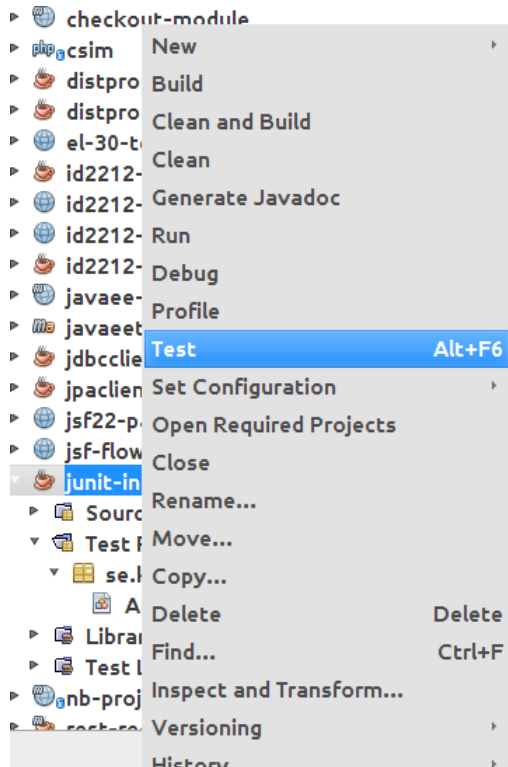 checkout-module
csim
distpro
distpro
el-30-t
id2212-
id2212-
id2212-
id2212-
javaee-
javaeet
jdbcclie
jpaclien
jsf22-p
jsf-flow
junit-in
Sourc
Test
se.
A
Librar
Test
nb-proj
New
Build
Clean and Build
Clean
Generate Javadoc
Run
Debug
Profile
Test Alt+F6
Set Configuration
Open Required Projects
Close
Rename...
Move...
Copy...
Delete Delete
Find... Ctrl+F
Inspect and Transform...
Versioning
History